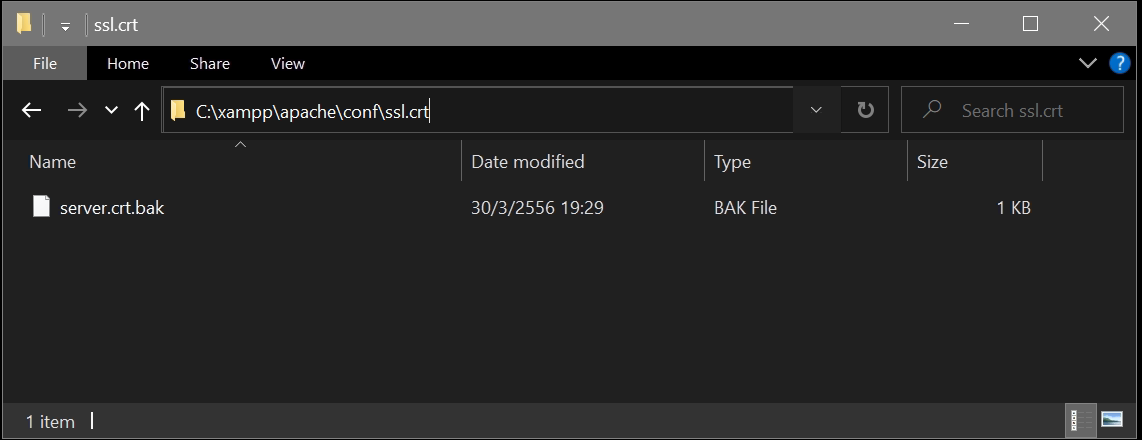 ssl.crt
File Home Share View
C:\xampp\apache\conf\ssl.crt Search ssl.crt
Name Date modified Type Size
server.crt.bak 30/3/2556 19:29 BAK File 1 KB
1 item